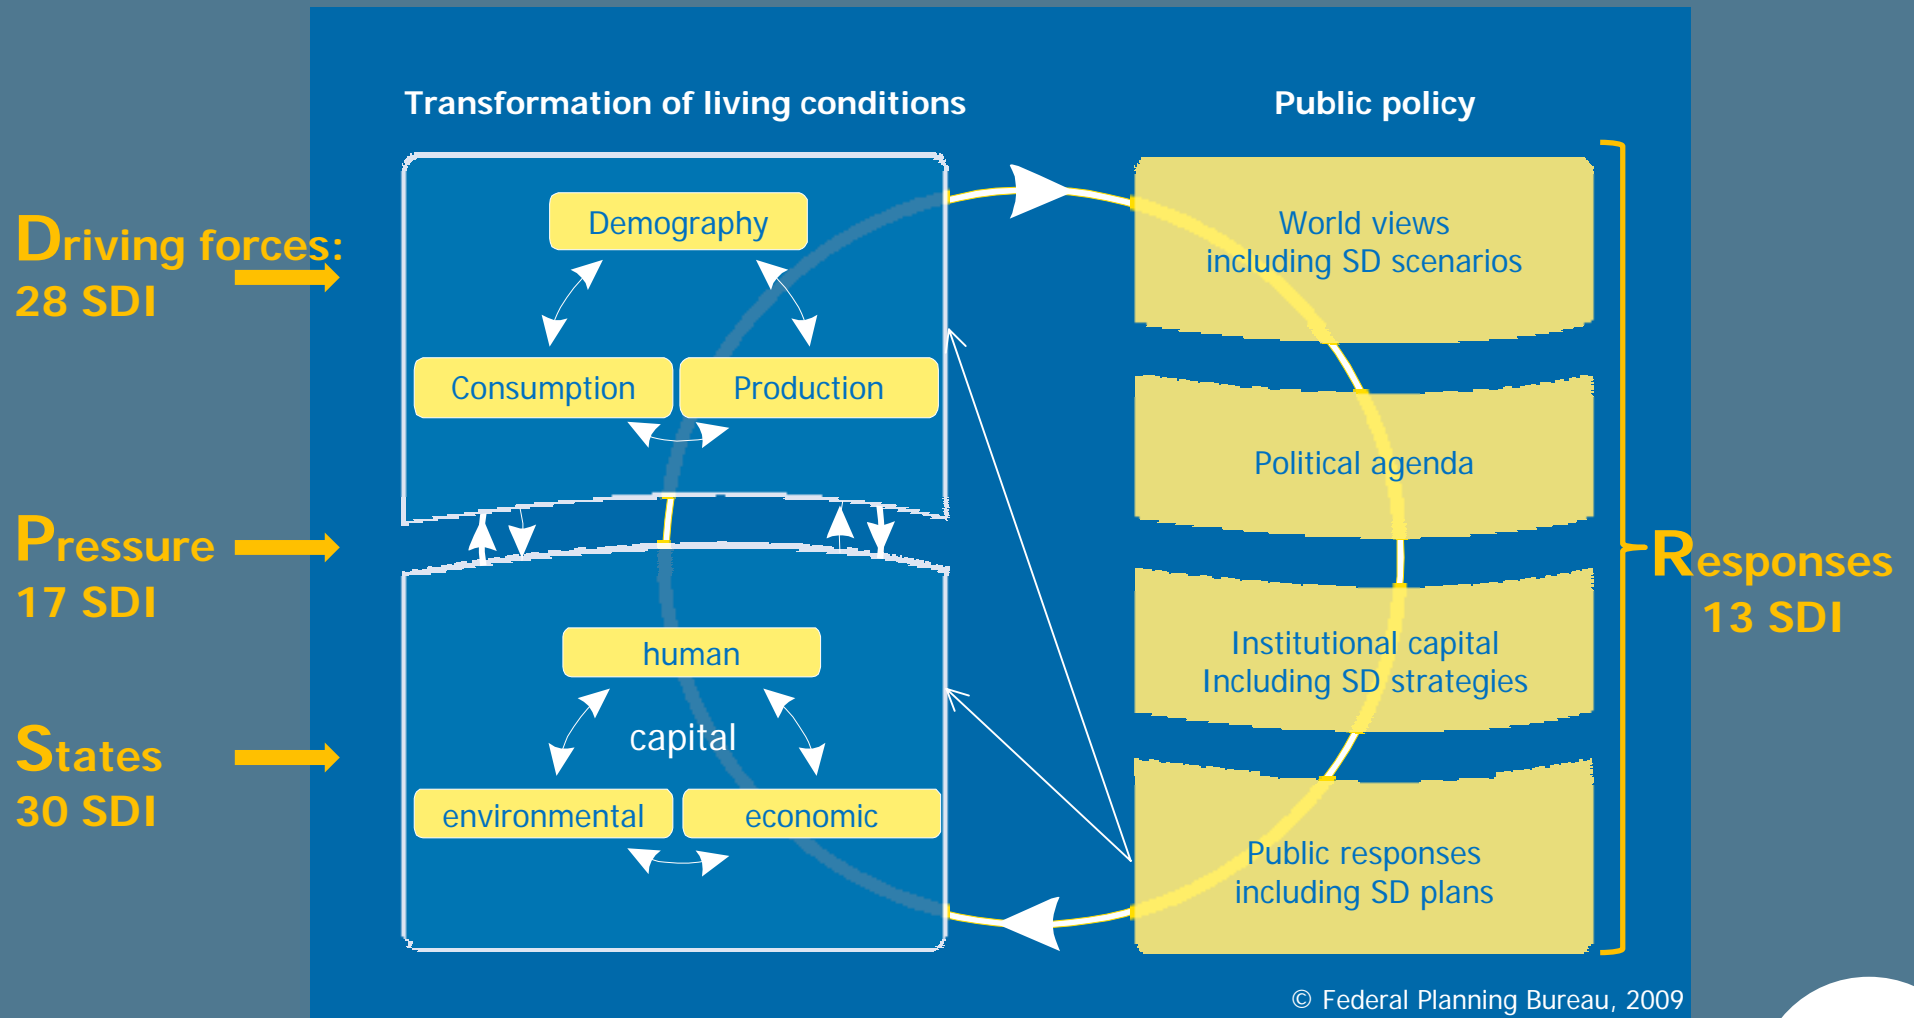 Transformation of living conditions
Public policy
Driving forces:
28 SDI
Demography
Consumption
Production
Pressure
17 SDI
human
capital
environmental
economic
States
30 SDI
World views
including SD scenarios
Political agenda
Institutional capital
Including SD strategies
Public responses
including SD plans
Responses
13 SDI
© Federal Planning Bureau, 2009